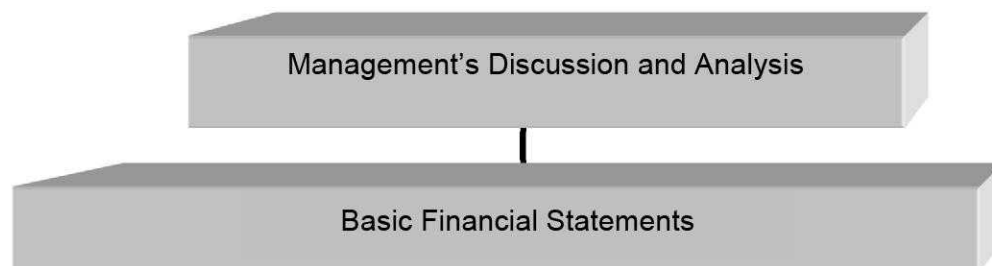 Management’s Discussion and Analysis
Basic Financial Statements